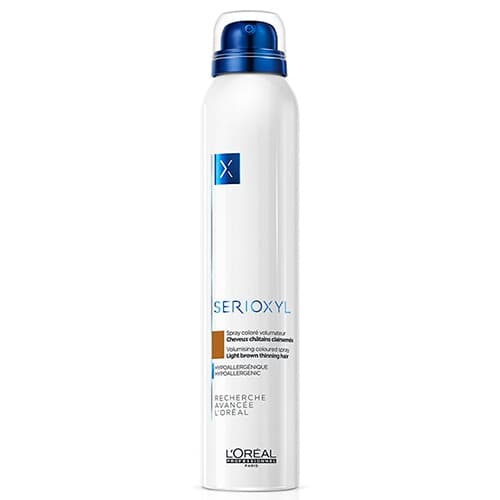 X
SERIOXYL
Spray coloré volumateur
Cheveux châtains clairsemés
Volumising coloured spray
Light brown thinning hair
HYPOALLERGÉNIQUE
HYPOALLERGENIC
RECHERCHE
AVANCÉE
L'ORÉAL
L'ORÉAL
PROFESSIONNEL
PARIS